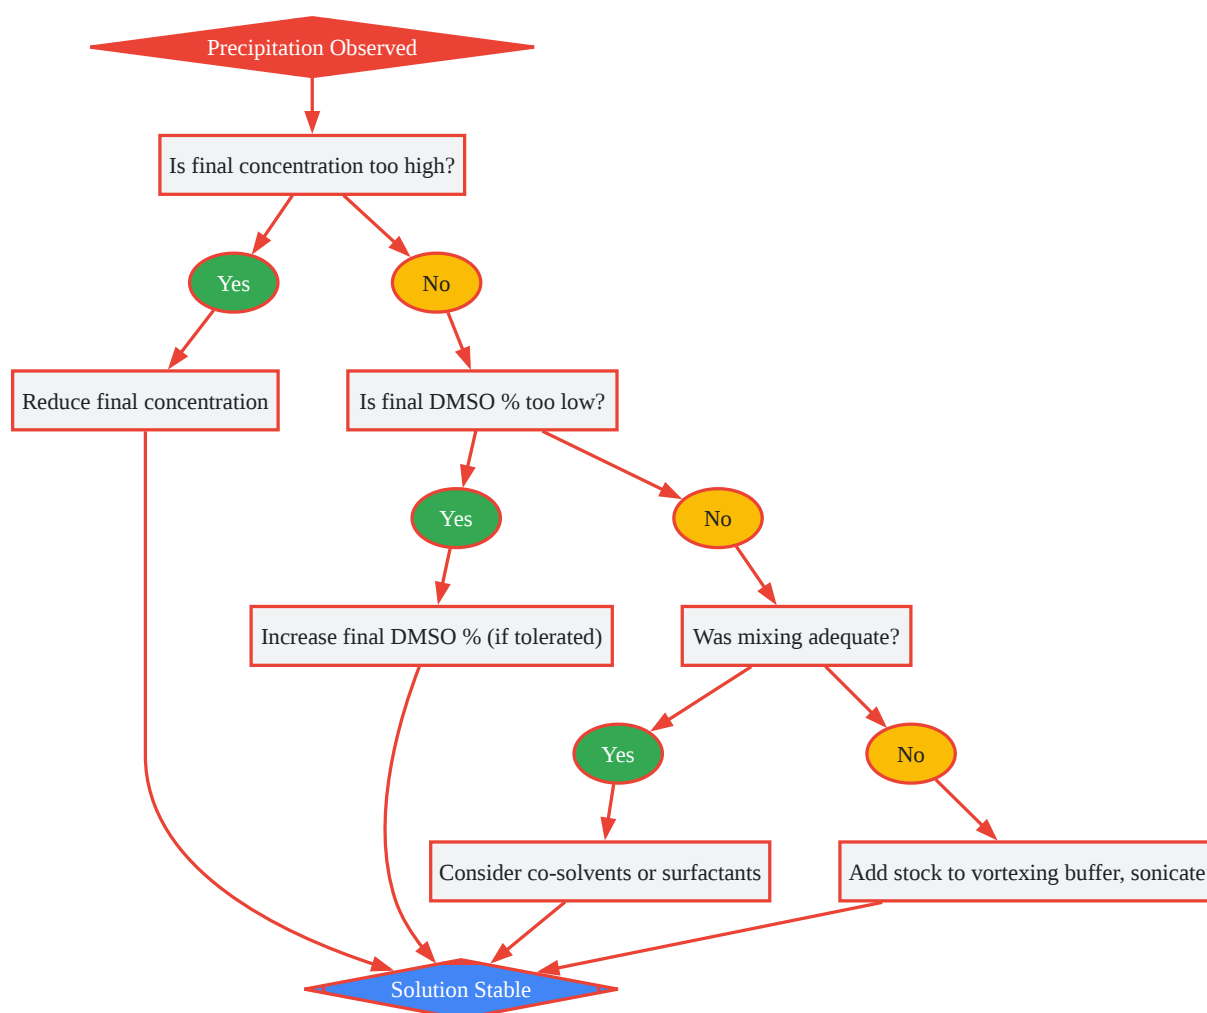 Precipitation Observed
Is final concentration too high?
Yes
No
Reduce final concentration
Is final DMSO % too low?
Yes
No
Increase final DMSO % (if tolerated)
Was mixing adequate?
Yes
No
Consider co-solvents or surfactants
Add stock to vortexing buffer, sonicate
Solution Stable